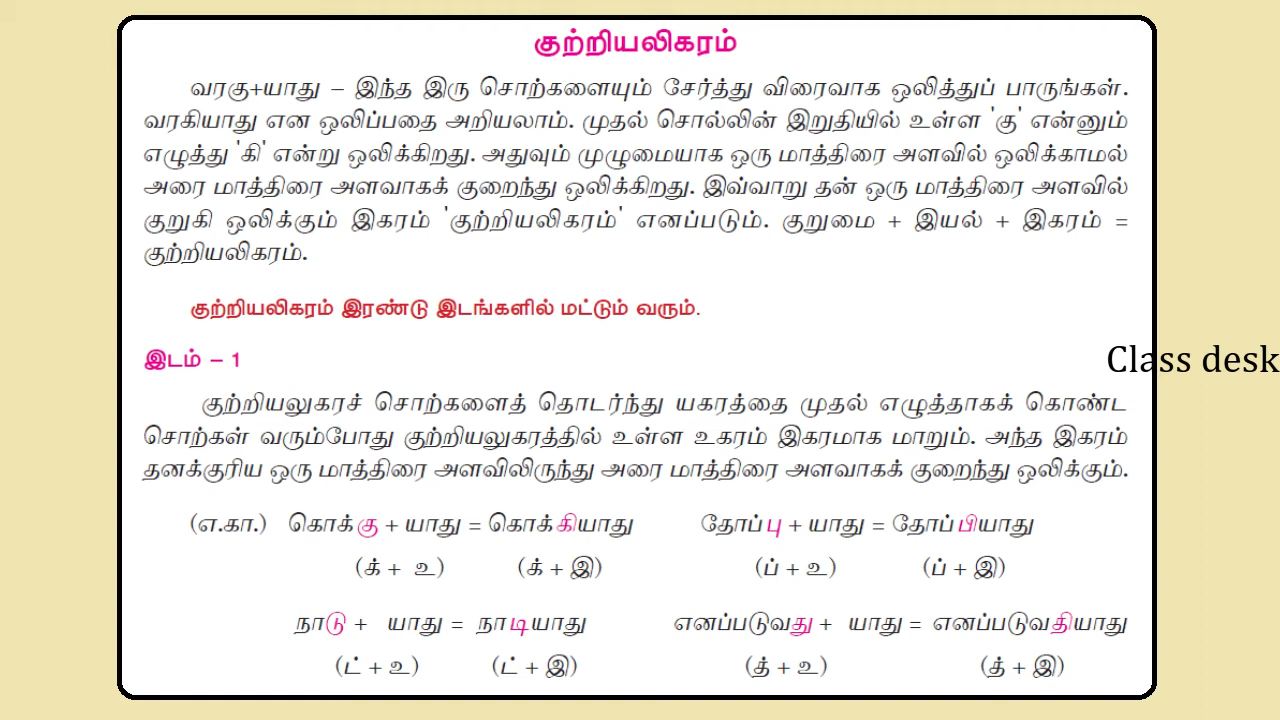 குற்றியலிகரம்
வரகு+யாது – இந்த இரு சொற்களையும் சேர்த்து விரைவாக ஒலித்துப் பாருங்கள்.
வரகியாது என ஒலிப்பதை அறியலாம். முதல் சொல்லின் இறுதியில் உள்ள 'கு' என்னும்
எழுத்து 'கி' என்று ஒலிக்கிறது. அதுவும் முழுமையாக ஒரு மாத்திரை அளவில் ஒலிக்காமல்
அரை மாத்திரை அளவாகக் குறைந்து ஒலிக்கிறது. இவ்வாறு தன் ஒரு மாத்திரை அளவில்
குறுகி ஒலிக்கும் இகரம் 'குற்றியலிகரம்' எனப்படும். குறுமை + இயல் + இகரம் =
குற்றியலிகரம்.
குற்றியலிகரம் இரண்டு இடங்களில் மட்டும் வரும்.
இடம் – 1
Class desk
குற்றியலுகரச் சொற்களைத் தொடர்ந்து யகரத்தை முதல் எழுத்தாகக் கொண்ட
சொற்கள் வரும்போது குற்றியலுகரத்தில் உள்ள உகரம் இகரமாக மாறும். அந்த இகரம்
தனக்குரிய ஒரு மாத்திரை அளவிலிருந்து அரை மாத்திரை அளவாகக் குறைந்து ஒலிக்கும்.
(எ.கா.) கொக்கு + யாது = கொக்கியாது தோப்பு + யாது = தோப்பியாது
(க் + உ) (க் + இ) (ப் + உ) (ப் + இ)
நாடு + யாது = நாடியாது எனப்படுவது + யாது = எனப்படுவதியாது
(ட் + உ) (ட் + இ) (த் + உ) (த் + இ)